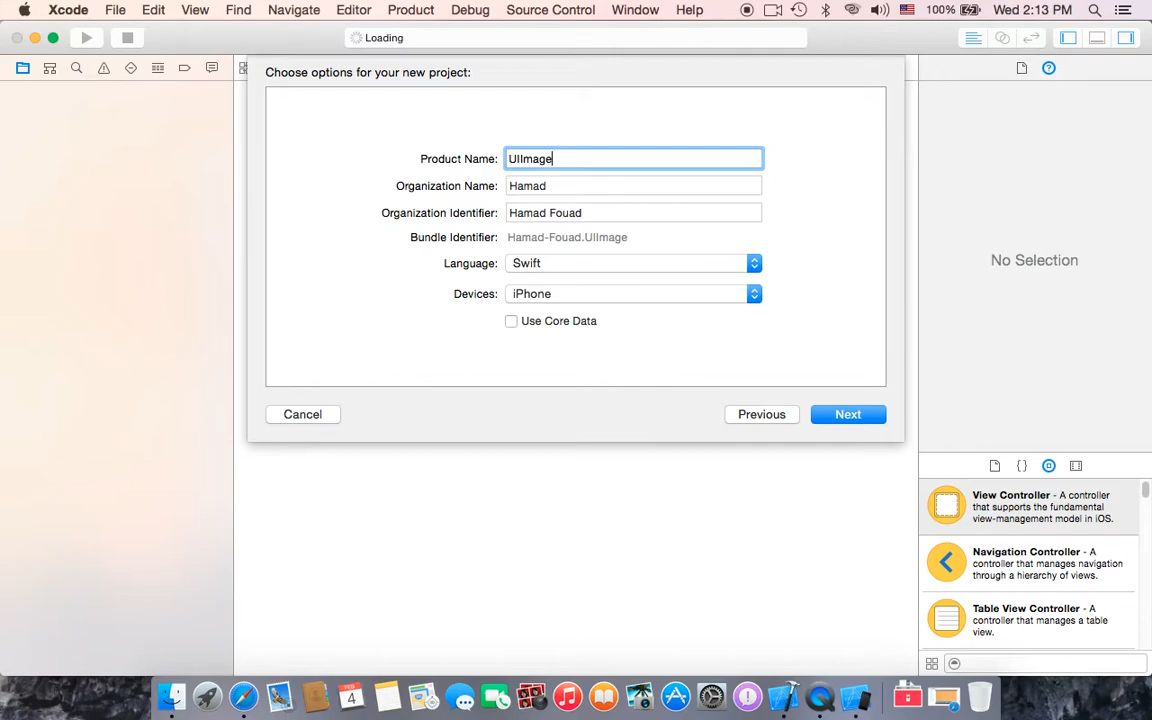 Xcode File Edit View Find Navigate Editor Product Debug Source Control Window Help 100% Wed 2:13 PM
Loading
Choose options for your new project:
Product Name: UIImage
Organization Name: Hamad
Organization Identifier: Hamad Fouad
Bundle Identifier: Hamad-Fouad.UIImage
Language: Swift
Devices: iPhone
Use Core Data
Cancel Previous Next
No Selection
View Controller - A controller
that supports the fundamental
view-management model in iOS.
Navigation Controller - A
controller that manages navigation
through a hierarchy of views.
Table View Controller - A
controller that manages a table
view.
FEB
4